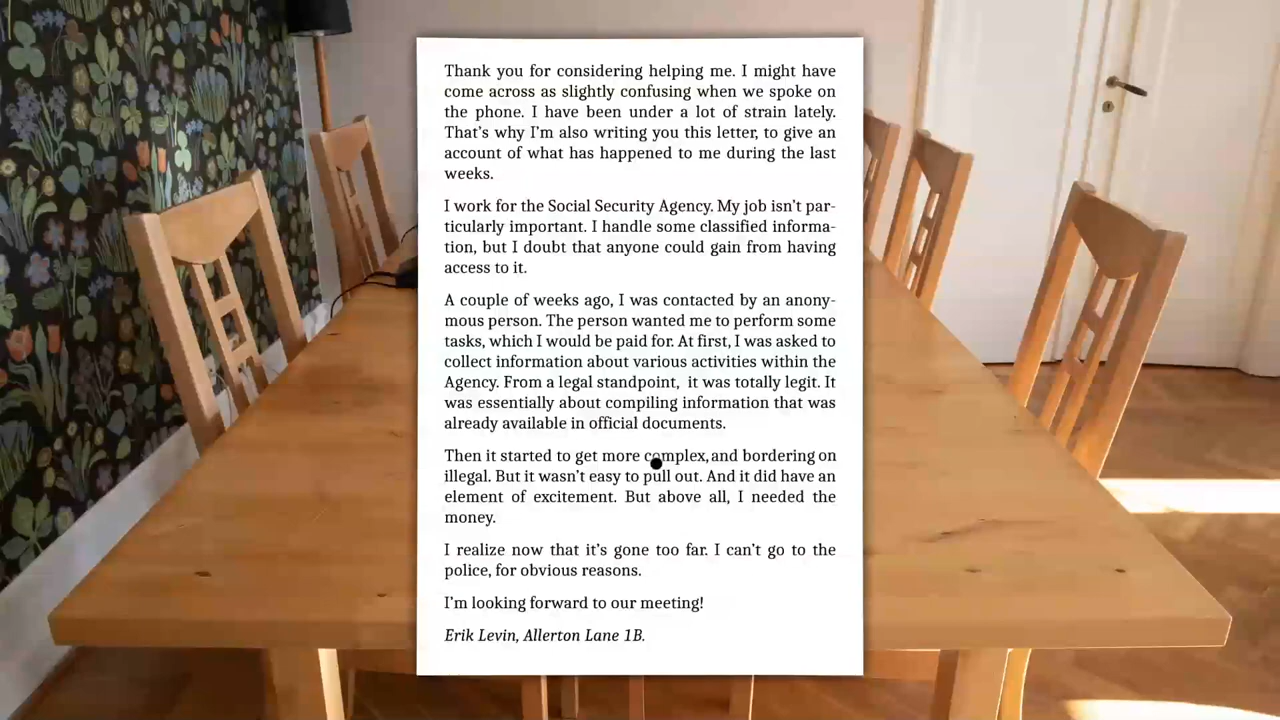 Thank you for considering helping me. I might have
come across as slightly confusing when we spoke on
the phone. I have been under a lot of strain lately.
That's why I'm also writing you this letter, to give an
account of what has happened to me during the last
weeks.
I work for the Social Security Agency. My job isn't par-
ticularly important. I handle some classified informa-
tion, but I doubt that anyone could gain from having
access to it.
A couple of weeks ago, I was contacted by an anony-
mous person. The person wanted me to perform some
tasks, which I would be paid for. At first, I was asked to
collect information about various activities within the
Agency. From a legal standpoint, it was totally legit. It
was essentially about compiling information that was
already available in official documents.
Then it started to get more complex, and bordering on
illegal. But it wasn't easy to pull out. And it did have an
element of excitement. But above all, I needed the
money.
I realize now that it's gone too far. I can't go to the
police, for obvious reasons.
I'm looking forward to our meeting!
Erik Levin, Allerton Lane 1B.